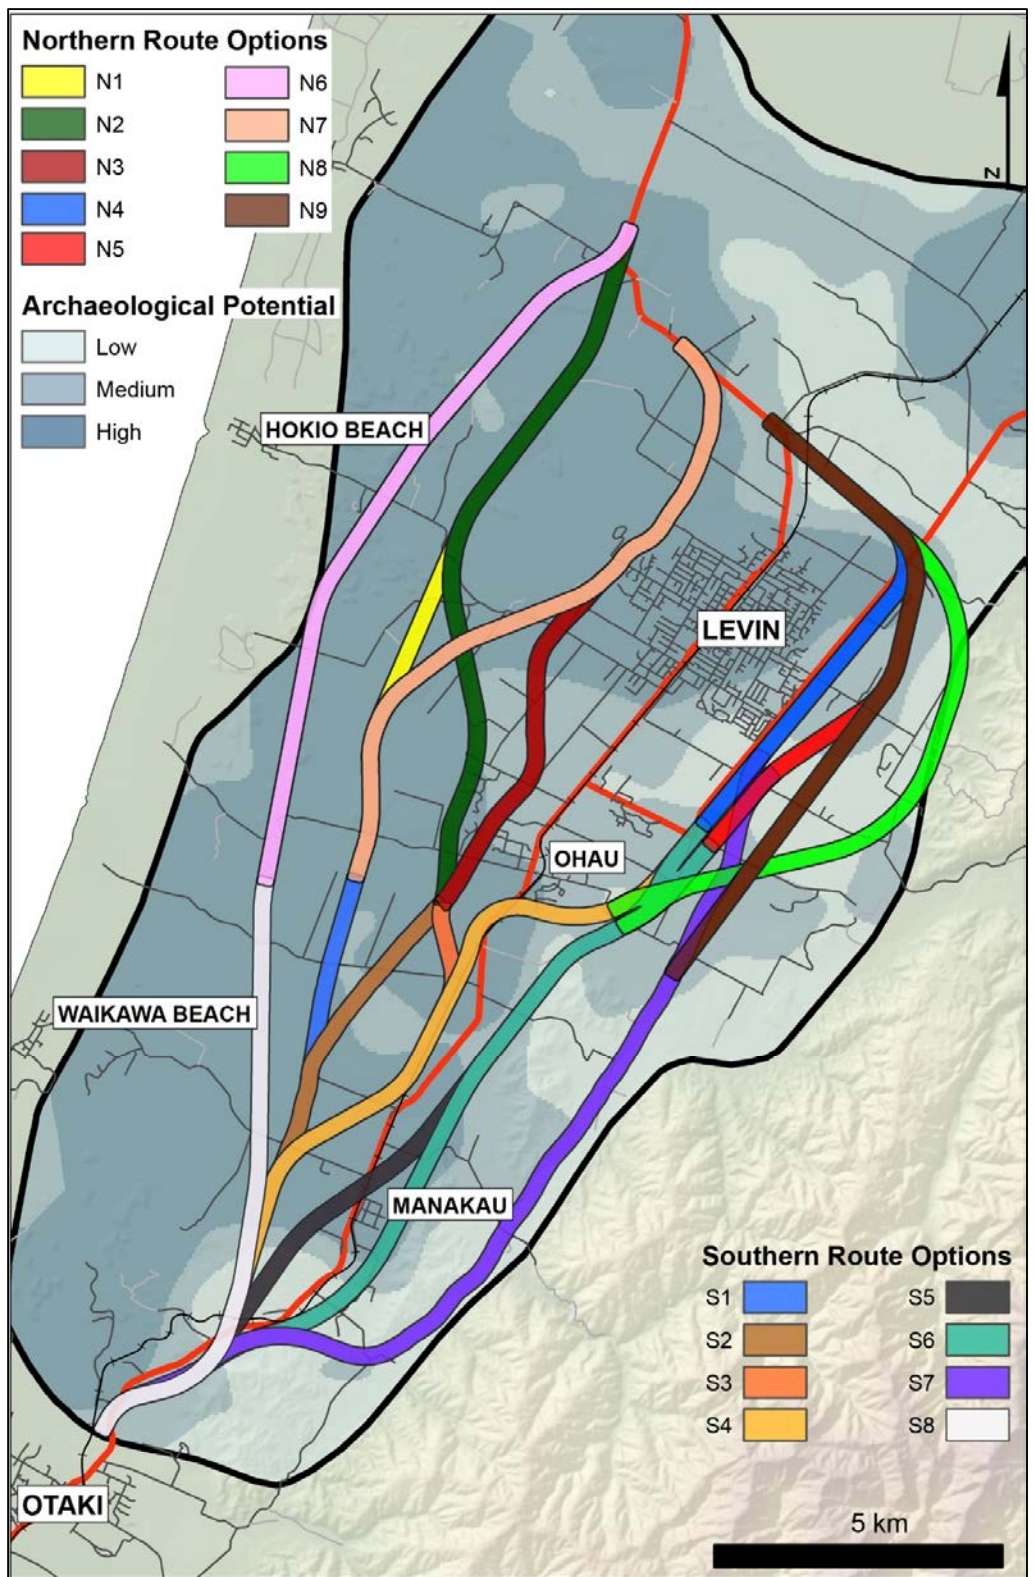 Northern Route Options
N1 N6
N2 N7
N3 N8
N4 N9
N5
Archaeological Potential
Low
Medium
High
N
HOKIO BEACH
LEVIN
OHAU
WAIKAWA BEACH
MANAKAU
Southern Route Options
S1 S5
S2 S6
S3 S7
S4 S8
OTAKI
5 km